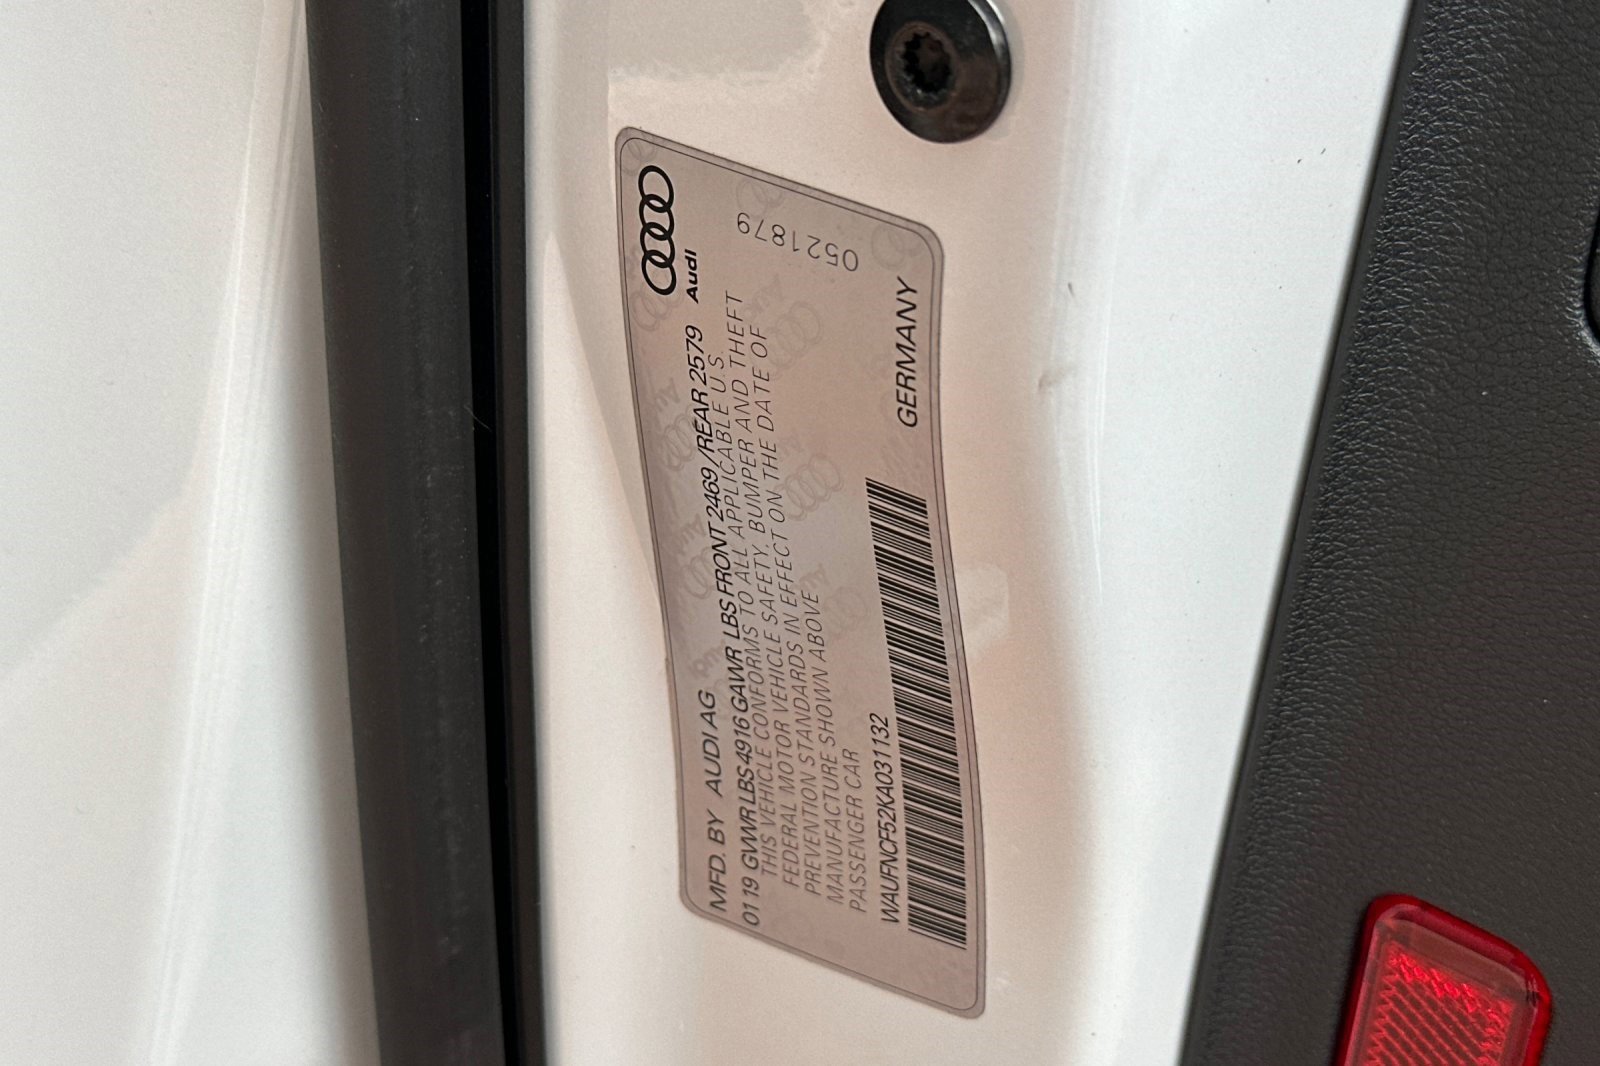 Audi
0521879
MFD. BY AUDI AG
01 19 GVWR LBS 4916 GAWR LBS FRONT 2469 /REAR 2579
THIS VEHICLE CONFORMS TO ALL APPLICABLE U.S.
FEDERAL MOTOR VEHICLE SAFETY, BUMPER AND THEFT
PREVENTION STANDARDS IN EFFECT ON THE DATE OF
MANUFACTURE SHOWN ABOVE
PASSENGER CAR
GERMANY
WAUFNCF52KA031132